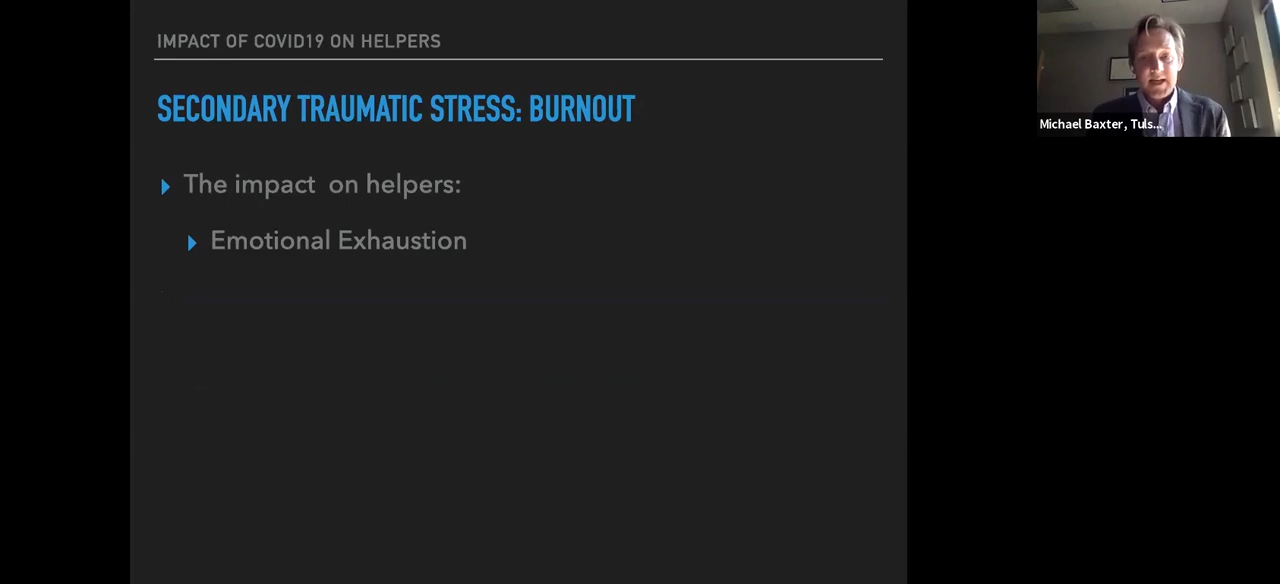 IMPACT OF COVID19 ON HELPERS
SECONDARY TRAUMATIC STRESS: BURNOUT
The impact on helpers:
Emotional Exhaustion
Michael Baxter, Tuls...